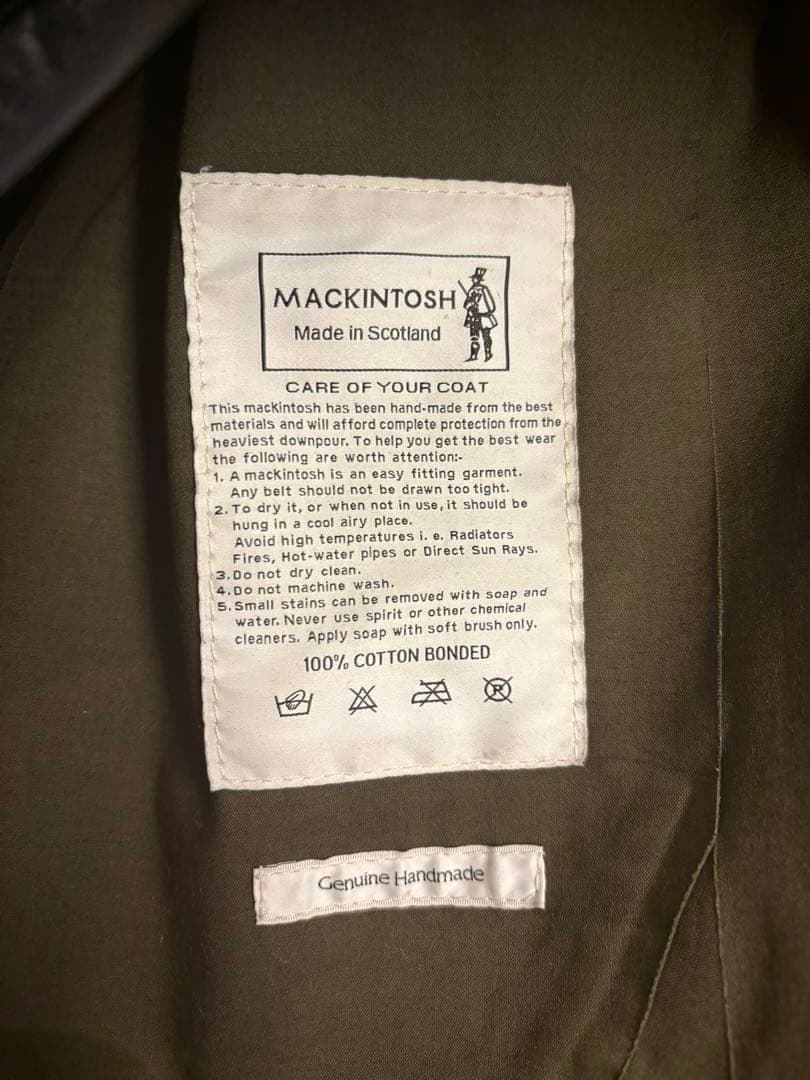 MACKINTOSH
Made in Scotland
CARE OF YOUR COAT
This mackintosh has been hand-made from the best
materials and will afford complete protection from the
heaviest downpour. To help you get the best wear
the following are worth attention:-
1. A mackintosh is an easy fitting garment.
Any belt should not be drawn too tight.
2. To dry it, or when not in use, it should be
hung in a cool airy place.
Avoid high temperatures i. e. Radiators
Fires, Hot-water pipes or Direct Sun Rays.
3. Do not dry clean.
4. Do not machine wash.
5. Small stains can be removed with soap and
water. Never use spirit or other chemical
cleaners. Apply soap with soft brush only.
100% COTTON BONDED
R
Genuine Handmade